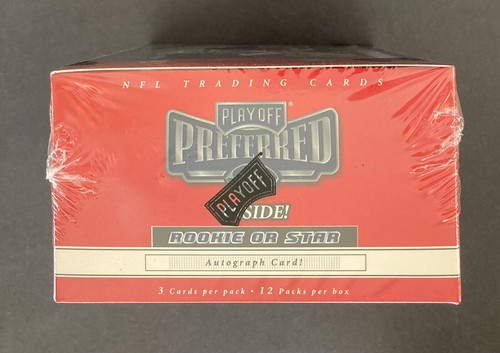 NFL TRADING CARDS
PLAYOFF
PREFERRED
PLAYOFF
SIDE!
ROOKIE OR STAR
Autograph Card!
3 Cards per pack • 12 Packs per box